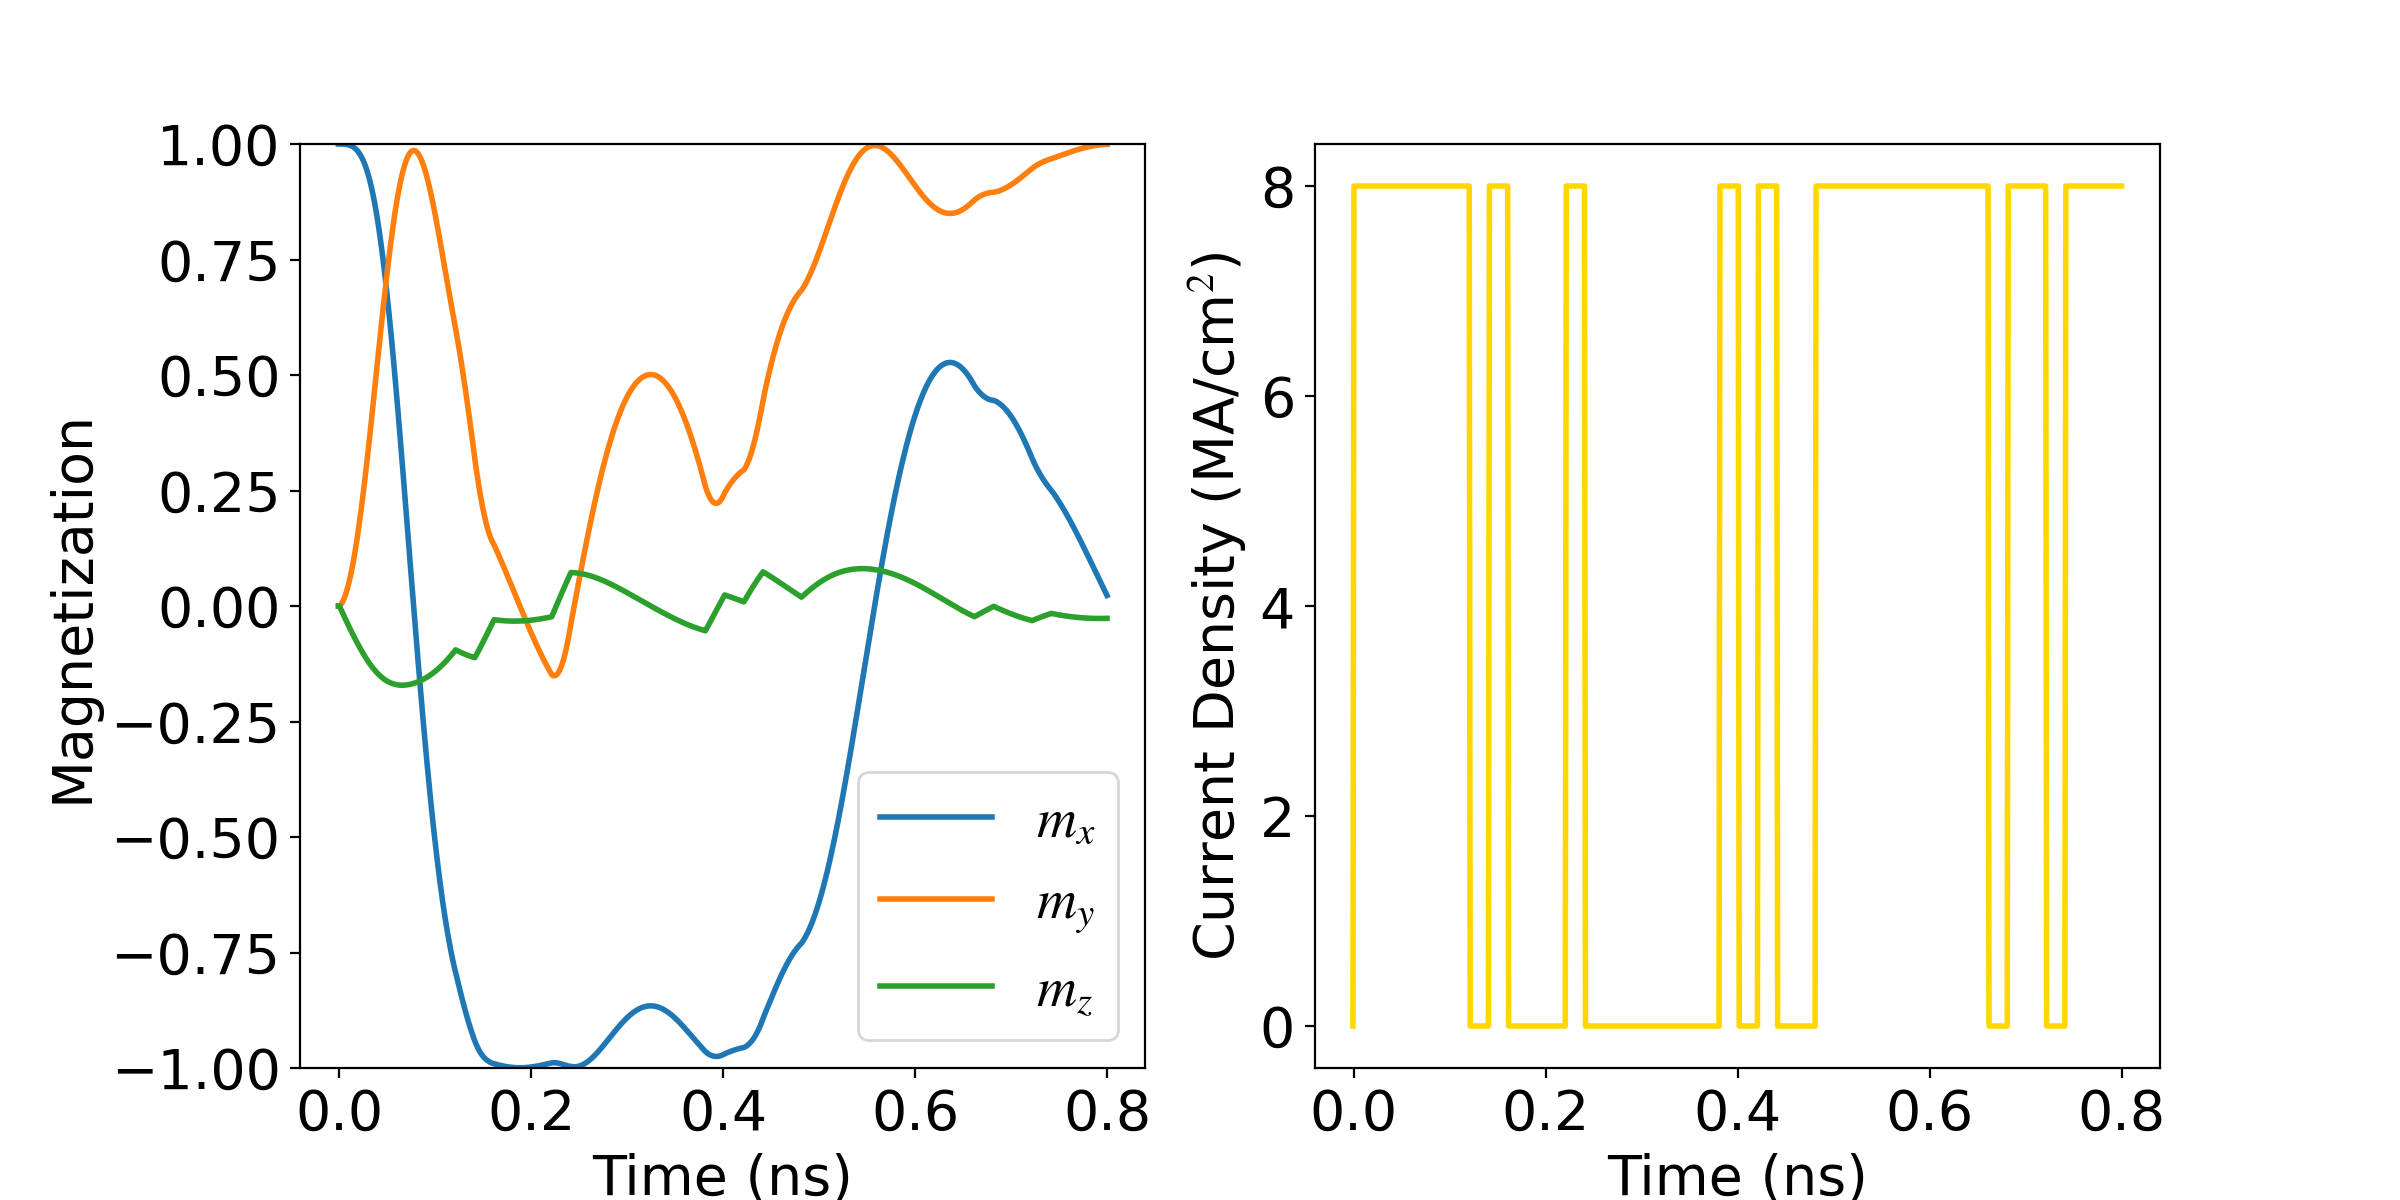 Magnetization
1.00
0.75
0.50
0.25
0.00
−0.25
−0.50
−0.75
−1.00
0.0 0.2 0.4 0.6 0.8
Time (ns)
m_x
m_y
m_z
Current Density (MA/cm²)
8
6
4
2
0
0.0 0.2 0.4 0.6 0.8
Time (ns)